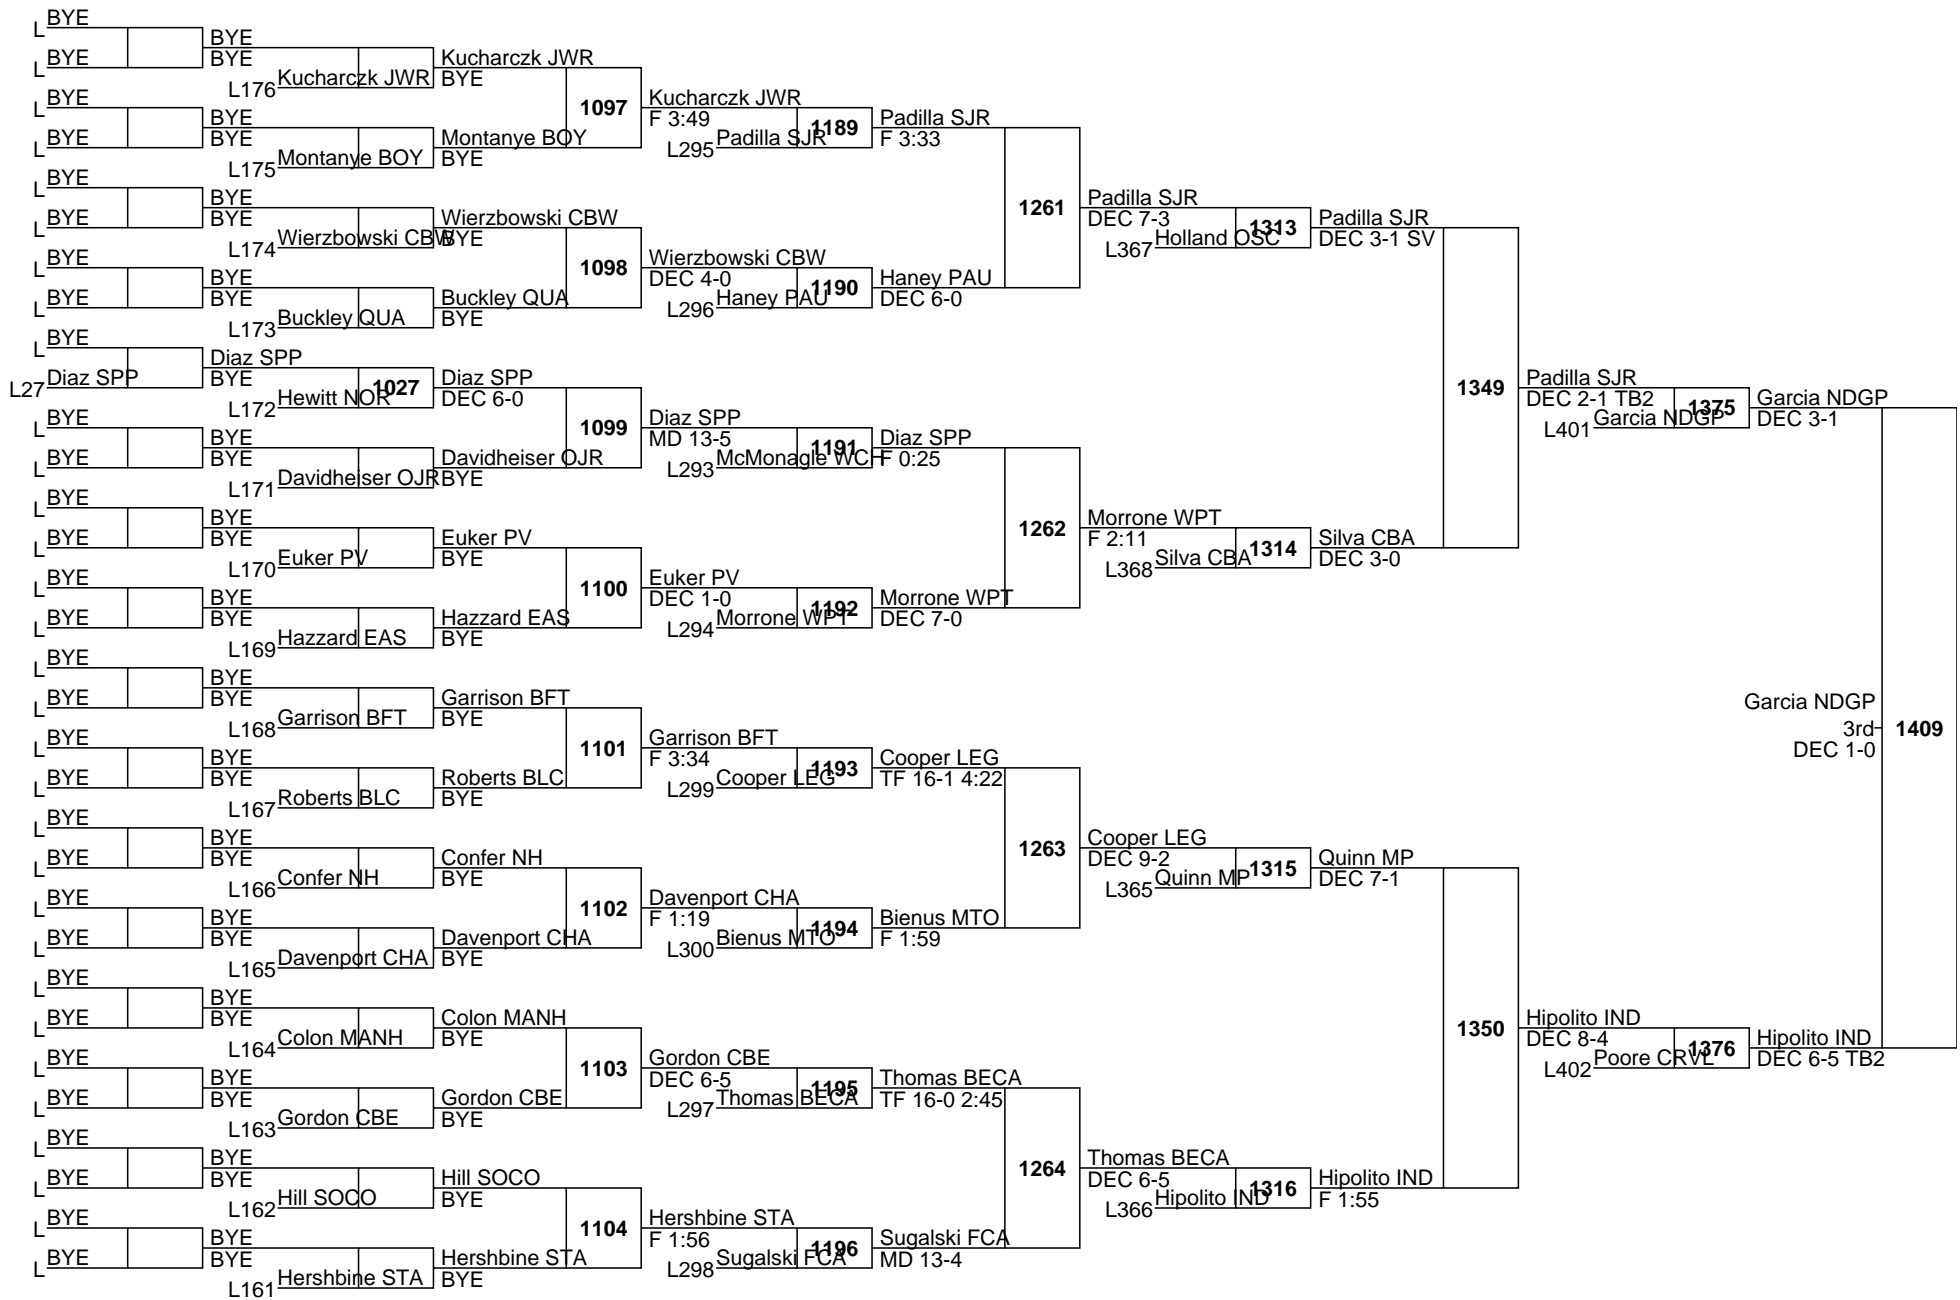 BYE
L
BYE
L
BYE
BYE
L176 Kucharczk JWR
Kucharczk JWR
BYE
BYE
L
BYE
L
BYE
BYE
L175 Montanye BOY
Montanye BOY
BYE
1097
Kucharczk JWR
F 3:49
L295 Padilla SJR
1189
Padilla SJR
F 3:33
BYE
L
BYE
L
BYE
BYE
L174 Wierzbowski CBW
Wierzbowski CBW
BYE
BYE
L
BYE
L
BYE
BYE
L173 Buckley QUA
Buckley QUA
BYE
1098
Wierzbowski CBW
DEC 4-0
L296 Haney PAU
1190
Haney PAU
DEC 6-0
1261
Padilla SJR
DEC 7-3
L367 Holland OSC
1313
Padilla SJR
DEC 3-1 SV
BYE
L
L27 Diaz SPP
Diaz SPP
BYE
L172 Hewitt NOR
1027
Diaz SPP
DEC 6-0
BYE
L
BYE
L
BYE
BYE
L171 Davidheiser OJR
Davidheiser OJR
BYE
1099
Diaz SPP
MD 13-5
L293 McMonagle WCH
1191
Diaz SPP
F 0:25
BYE
L
BYE
L
BYE
BYE
L170 Euker PV
Euker PV
BYE
BYE
L
BYE
L
BYE
BYE
L169 Hazzard EAS
Hazzard EAS
BYE
1100
Euker PV
DEC 1-0
L294 Morrone WPT
1192
Morrone WPT
DEC 7-0
1262
Morrone WPT
F 2:11
L368 Silva CBA
1314
Silva CBA
DEC 3-0
1349
Padilla SJR
DEC 2-1 TB2
L401 Garcia NDGP
1375
Garcia NDGP
DEC 3-1
BYE
L
BYE
L
BYE
BYE
L168 Garrison BFT
Garrison BFT
BYE
BYE
L
BYE
L
BYE
BYE
L167 Roberts BLC
Roberts BLC
BYE
1101
Garrison BFT
F 3:34
L299 Cooper LEG
1193
Cooper LEG
TF 16-1 4:22
BYE
L
BYE
L
BYE
BYE
L166 Confer NH
Confer NH
BYE
BYE
L
BYE
L
BYE
BYE
L165 Davenport CHA
Davenport CHA
BYE
1102
Davenport CHA
F 1:19
L300 Bienus MTO
1194
Bienus MTO
F 1:59
1263
Cooper LEG
DEC 9-2
L365 Quinn MP
1315
Quinn MP
DEC 7-1
BYE
L
BYE
L
BYE
BYE
L164 Colon MANH
Colon MANH
BYE
BYE
L
BYE
L
BYE
BYE
L163 Gordon CBE
Gordon CBE
BYE
1103
Gordon CBE
DEC 6-5
L297 Thomas BECA
1195
Thomas BECA
TF 16-0 2:45
BYE
L
BYE
L
BYE
BYE
L162 Hill SOCO
Hill SOCO
BYE
BYE
L
BYE
L
BYE
BYE
L161 Hershbine STA
Hershbine STA
BYE
1104
Hershbine STA
F 1:56
L298 Sugalski FCA
1196
Sugalski FCA
MD 13-4
1264
Thomas BECA
DEC 6-5
L366 Hipolito IND
1316
Hipolito IND
F 1:55
1350
Hipolito IND
DEC 8-4
L402 Poore CRVL
1376
Hipolito IND
DEC 6-5 TB2
Garcia NDGP
3rd
DEC 1-0
1409